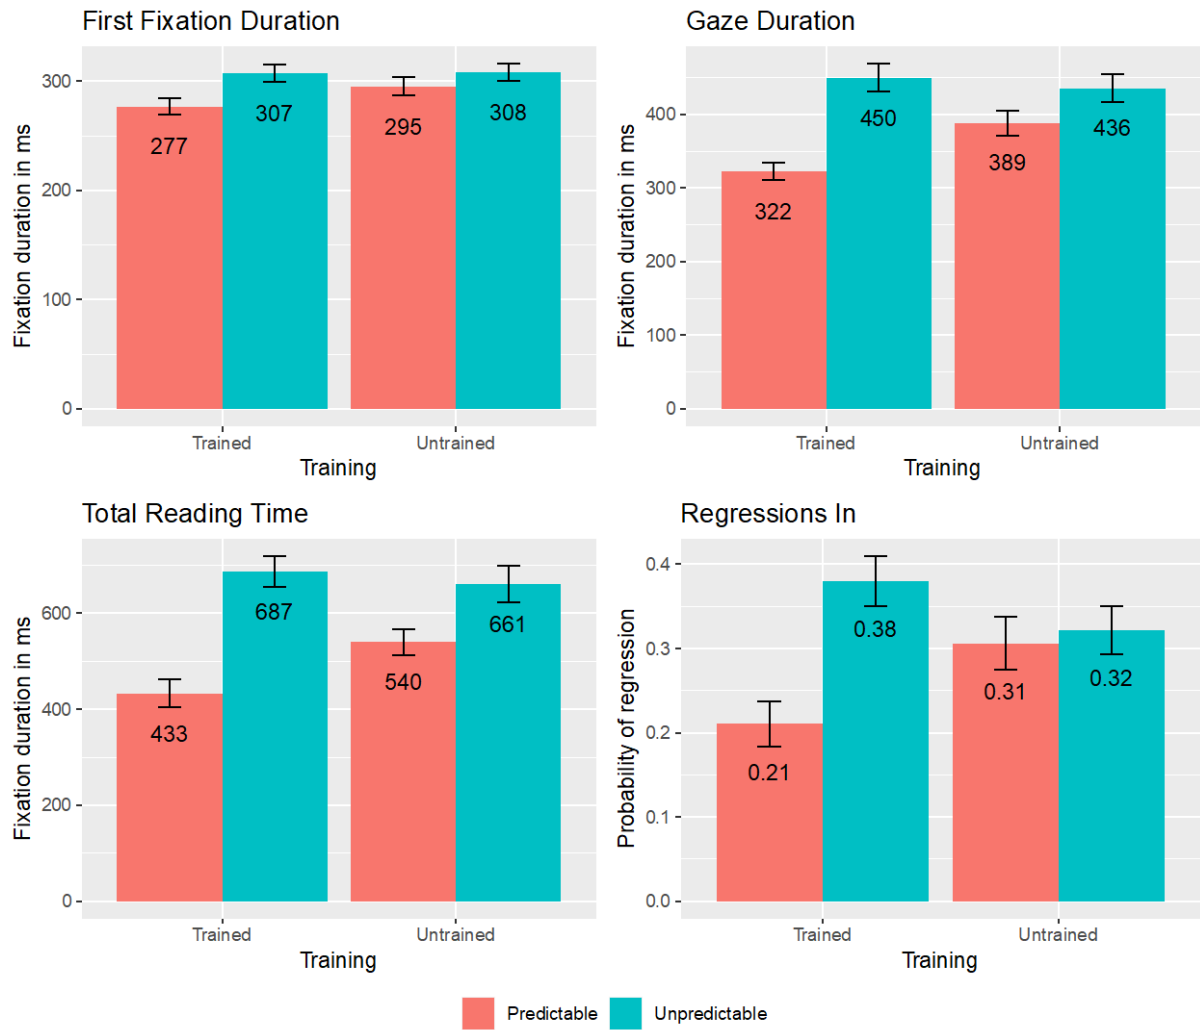 First Fixation Duration
Fixation duration in ms
300
200
100
0
277
307
295
308
Trained
Untrained
Training
Gaze Duration
Fixation duration in ms
400
300
200
100
0
322
450
389
436
Trained
Untrained
Training
Total Reading Time
Fixation duration in ms
600
400
200
0
433
687
540
661
Trained
Untrained
Training
Regressions In
Probability of regression
0.4
0.3
0.2
0.1
0.0
0.21
0.38
0.31
0.32
Trained
Untrained
Training
Predictable
Unpredictable